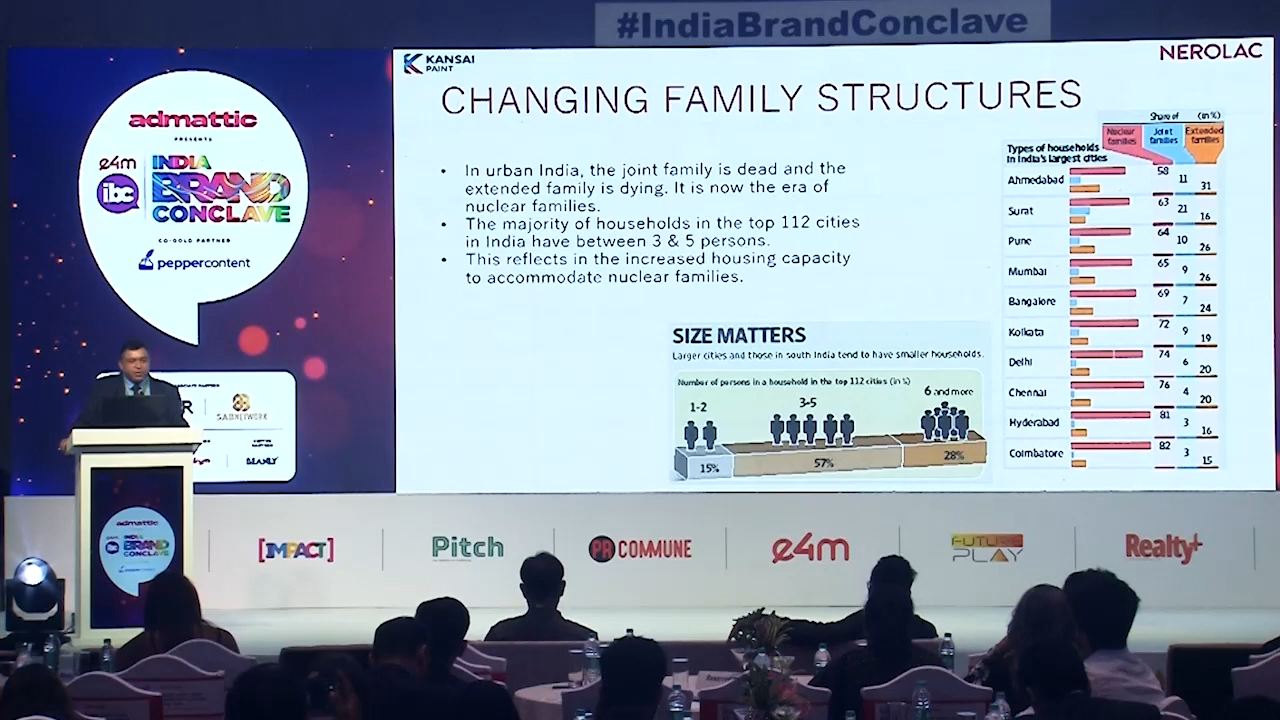 #IndiaBrandConclave
KANSAI
PAINT
NEROLAC
CHANGING FAMILY STRUCTURES
admattic
PRESENTS
e4m
ibc
INDIA
BRAND
CONCLAVE
CO-GOLD PARTNER
peppercontent
• In urban India, the joint family is dead and the
extended family is dying. It is now the era of
nuclear families.
• The majority of households in the top 112 cities
in India have between 3 & 5 persons.
• This reflects in the increased housing capacity
to accommodate nuclear families.
Share of (in %)
Nuclear families
Joint families
Extended families
Types of households
in India's largest cities
Ahmedabad 58 11 31
Surat 63 21 16
Pune 64 10 26
Mumbai 65 9 26
Bangalore 69 7 24
Kolkata 72 9 19
Delhi 74 6 20
Chennai 76 4 20
Hyderabad 81 3 16
Coimbatore 82 3 15
SIZE MATTERS
Larger cities and those in south India tend to have smaller households.
Number of persons in a household in the top 112 cities (in %)
1-2 3-5 6 and more
15% 57% 28%
SABNETWORK
BEANLY
admattic
INDIA
BRAND
CONCLAVE
[IMPACT]
Pitch
PR COMMUNE
e4m
FUTURE
PLAY
Realty+